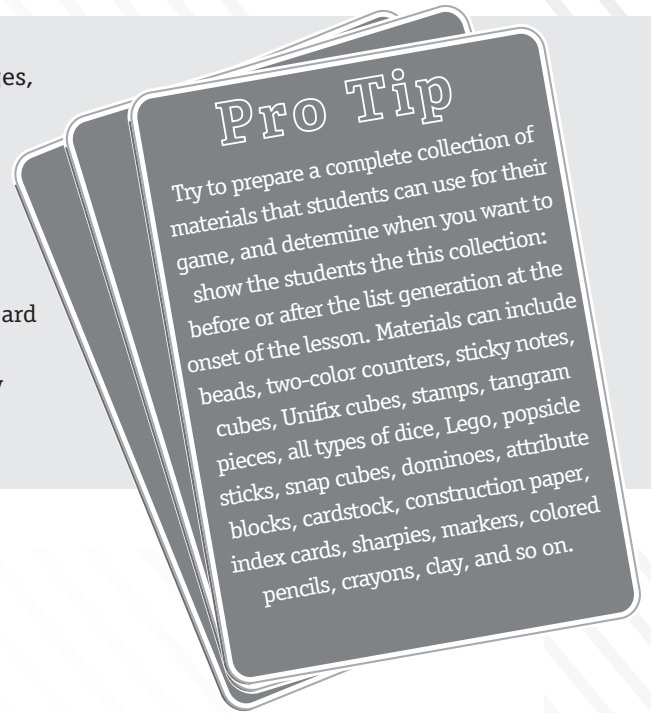 Pro Tip
Try to prepare a complete collection of
materials that students can use for their
game, and determine when you want to
show the students the this collection:
before or after the list generation at the
onset of the lesson. Materials can include
beads, two-color counters, sticky notes,
cubes, Unifix cubes, stamps, tangram
pieces, all types of dice, Lego, popsicle
sticks, snap cubes, dominoes, attribute
blocks, cardstock, construction paper,
index cards, sharpies, markers, colored
pencils, crayons, clay, and so on.